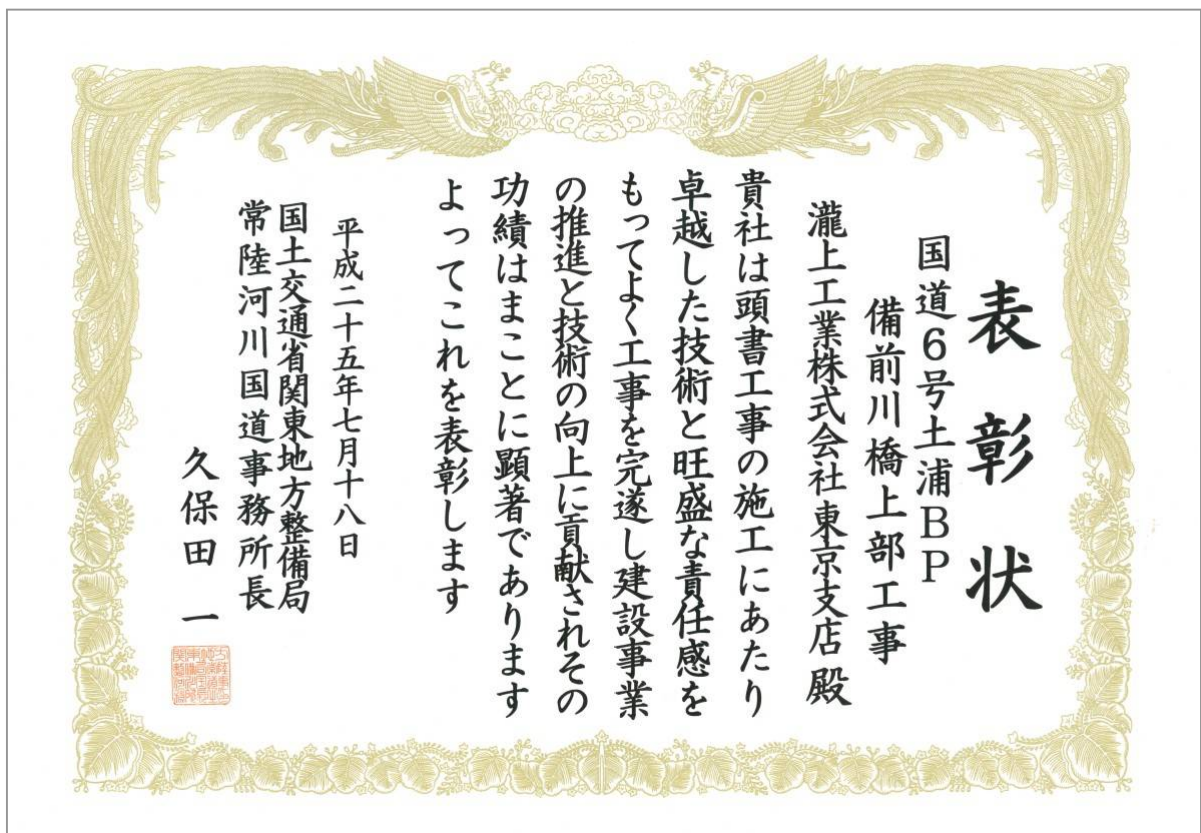 表彰状
国道6号土浦BP
備前川橋上部工事
瀧上工業株式会社東京支店殿
貴社は頭書工事の施工にあたり
卓越した技術と旺盛な責任感を
もってよく工事を完遂し建設事業
の推進と技術の向上に貢献されその
功績はまことに顕著であります
よってこれを表彰します
平成二十五年七月十八日
国土交通省関東地方整備局
常陸河川国道事務所長
久保田一